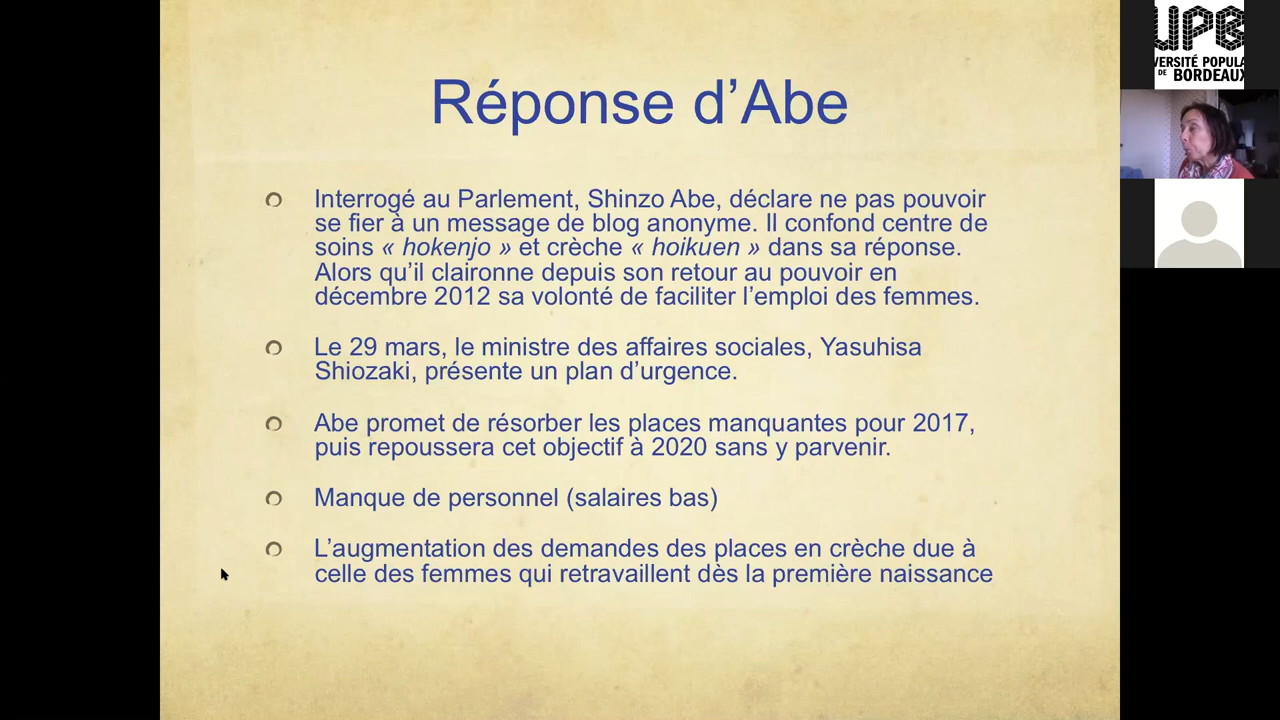 Réponse d’Abe
Interrogé au Parlement, Shinzo Abe, déclare ne pas pouvoir
se fier à un message de blog anonyme. Il confond centre de
soins « hokenjo » et crèche « hoikuen » dans sa réponse.
Alors qu’il claironne depuis son retour au pouvoir en
décembre 2012 sa volonté de faciliter l’emploi des femmes.
Le 29 mars, le ministre des affaires sociales, Yasuhisa
Shiozaki, présente un plan d’urgence.
Abe promet de résorber les places manquantes pour 2017,
puis repoussera cet objectif à 2020 sans y parvenir.
Manque de personnel (salaires bas)
L’augmentation des demandes des places en crèche due à
celle des femmes qui retravaillent dès la première naissance
UPB
VERSITÉ POPULA
DE BORDEAUX